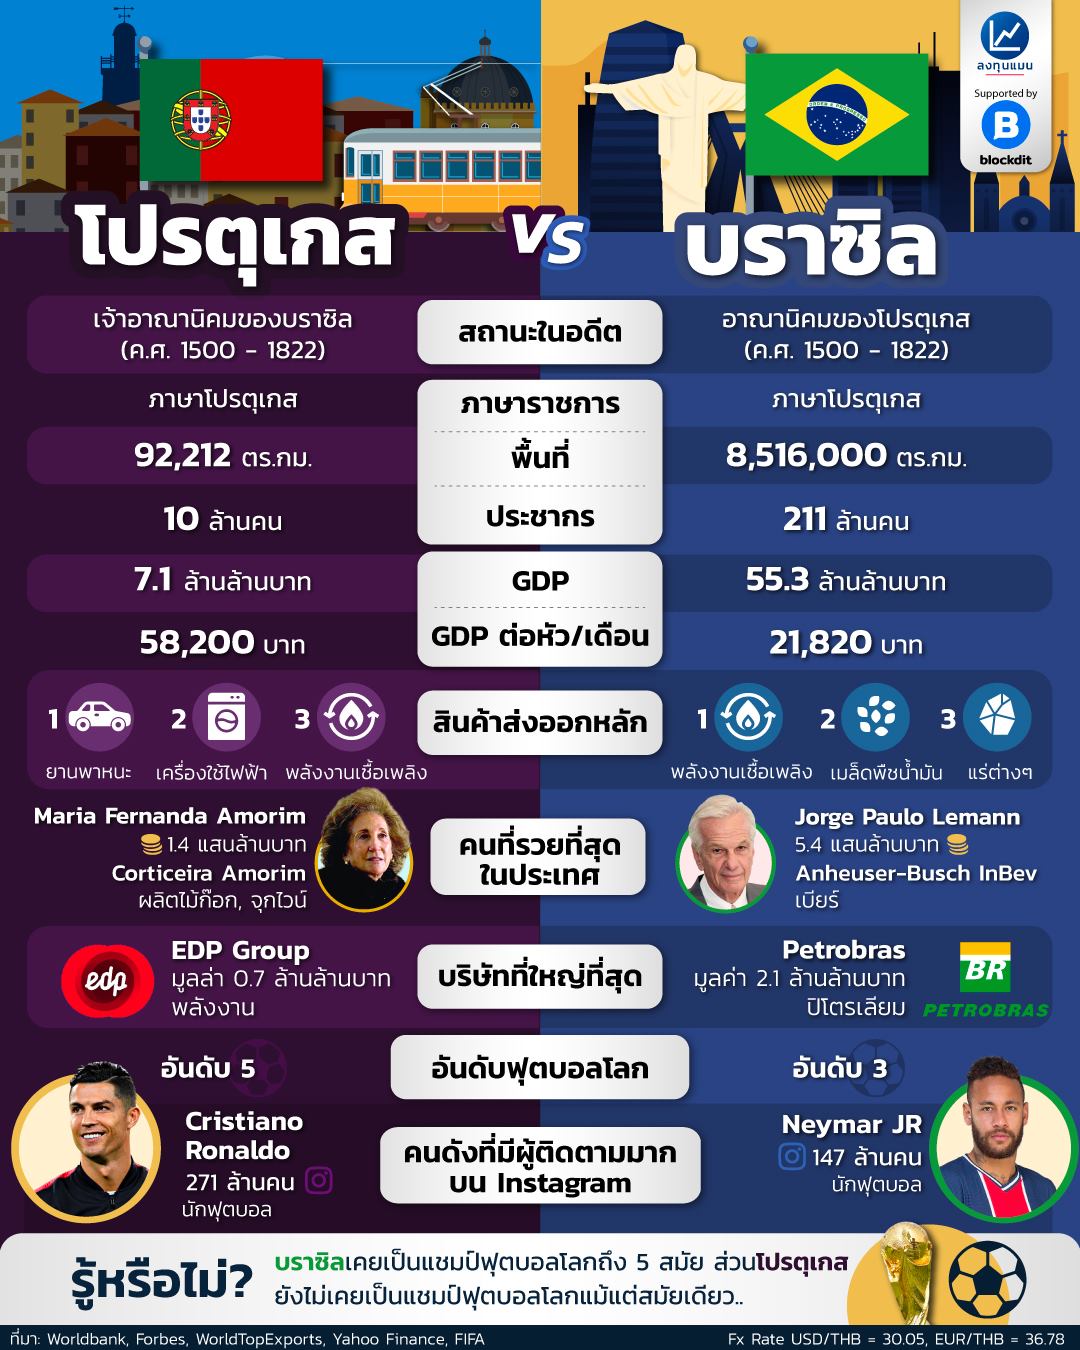 ลงทุนแมน
Supported by
blockdit
โปรตุเกส VS บราซิล
เจ้าอาณานิคมของบราซิล
(ค.ศ. 1500 - 1822)
สถานะในอดีต
อาณานิคมของโปรตุเกส
(ค.ศ. 1500 - 1822)
ภาษาโปรตุเกส ภาษาราชการ ภาษาโปรตุเกส
92,212 ตร.กม. พื้นที่ 8,516,000 ตร.กม.
10 ล้านคน ประชากร 211 ล้านคน
7.1 ล้านล้านบาท GDP 55.3 ล้านล้านบาท
58,200 บาท GDP ต่อหัว/เดือน 21,820 บาท
1 2 3 สินค้าส่งออกหลัก 1 2 3
ยานพาหนะ เครื่องใช้ไฟฟ้า พลังงานเชื้อเพลิง พลังงานเชื้อเพลิง เมล็ดพืชน้ำมัน แร่ต่างๆ
Maria Fernanda Amorim
1.4 แสนล้านบาท
Corticeira Amorim
ผลิตไม้ก๊อก, จุกไวน์
คนที่รวยที่สุด
ในประเทศ
Jorge Paulo Lemann
5.4 แสนล้านบาท
Anheuser-Busch InBev
เบียร์
edp
EDP Group
มูลล่า 0.7 ล้านล้านบาท
พลังงาน
บริษัทที่ใหญ่ที่สุด
Petrobras
มูลค่า 2.1 ล้านล้านบาท
ปิโตรเลียม
BR
PETROBRAS
อันดับ 5 อันดับฟุตบอลโลก อันดับ 3
Cristiano
Ronaldo
271 ล้านคน
นักฟุตบอล
คนดังที่มีผู้ติดตามมาก
บน Instagram
Neymar JR
147 ล้านคน
นักฟุตบอล
รู้หรือไม่?
บราซิลเคยเป็นแชมป์ฟุตบอลโลกถึง 5 สมัย ส่วนโปรตุเกส
ยังไม่เคยเป็นแชมป์ฟุตบอลโลกแม้แต่สมัยเดียว..
ที่มา: Worldbank, Forbes, WorldTopExports, Yahoo Finance, FIFA
Fx Rate USD/THB = 30.05, EUR/THB = 36.78